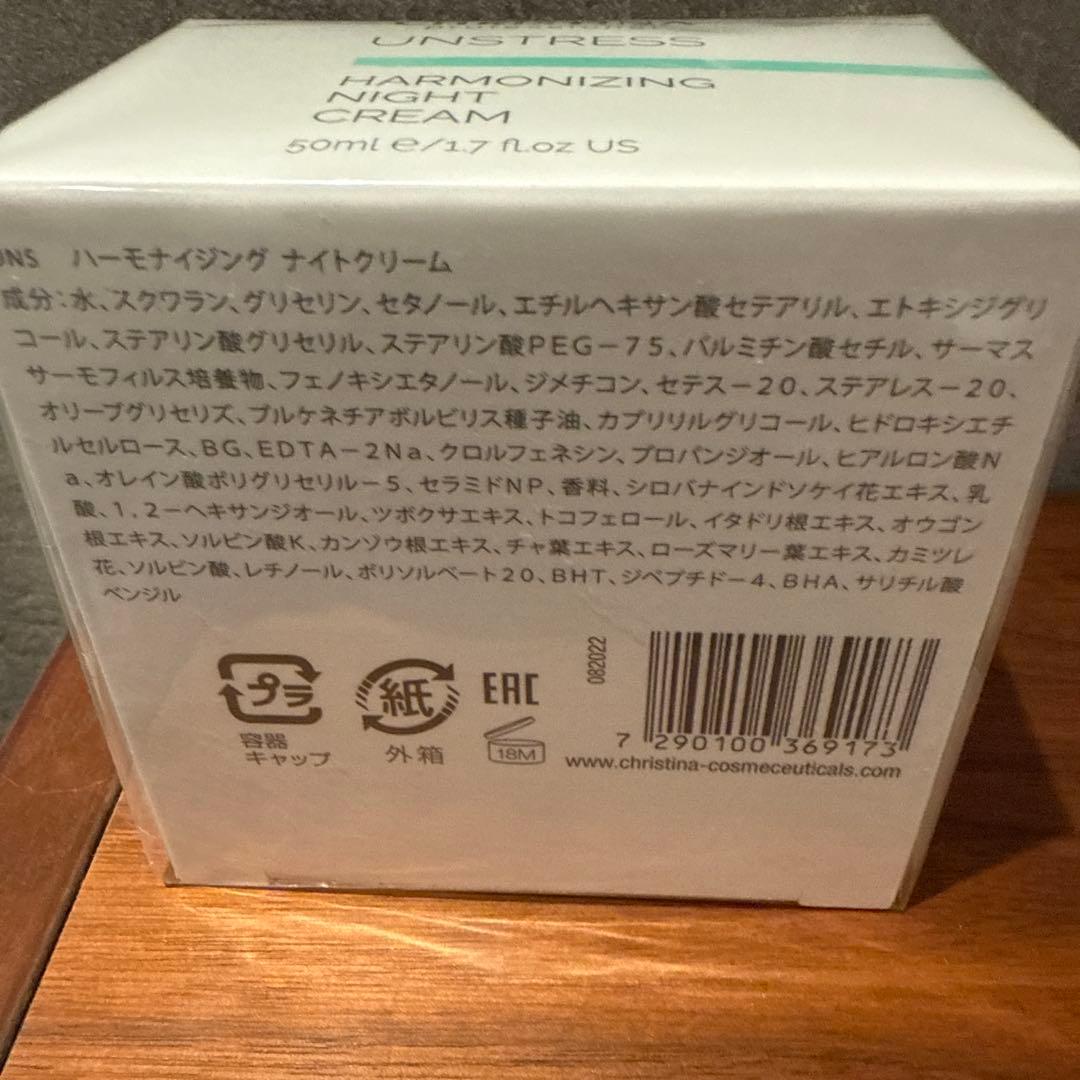 UNSTRESS
HARMONIZING
NIGHT
CREAM
50ml e/1.7 fl.oz US
UNS ハーモナイジング ナイトクリーム
成分:水、スクワラン、グリセリン、セタノール、エチルヘキサン酸セテアリル、エトキシジグリ
コール、ステアリン酸グリセリル、ステアリン酸PEG-75、パルミチン酸セチル、サーマス
サーモフィルス培養物、フェノキシエタノール、ジメチコン、セテス-20、ステアレス-20、
オリーブグリセリズ、プルケネチアボルビリス種子油、カプリリルグリコール、ヒドロキシエチ
ルセルロース、BG、EDTA-2Na、クロルフェネシン、プロパンジオール、ヒアルロン酸N
a、オレイン酸ポリグリセリル-5、セラミドNP、香料、シロバナインドソケイ花エキス、乳
酸、1,2-ヘキサンジオール、ツボクサエキス、トコフェロール、イタドリ根エキス、オウゴン
根エキス、ソルビン酸K、カンゾウ根エキス、チャ葉エキス、ローズマリー葉エキス、カミツレ
花、ソルビン酸、レチノール、ポリソルベート20、BHT、ジペプチド-4、BHA、サリチル酸
ベンジル
プラ
容器
キャップ
紙
外箱
EAC
18M
082022
7 290100 369173
www.christina-cosmeceuticals.com